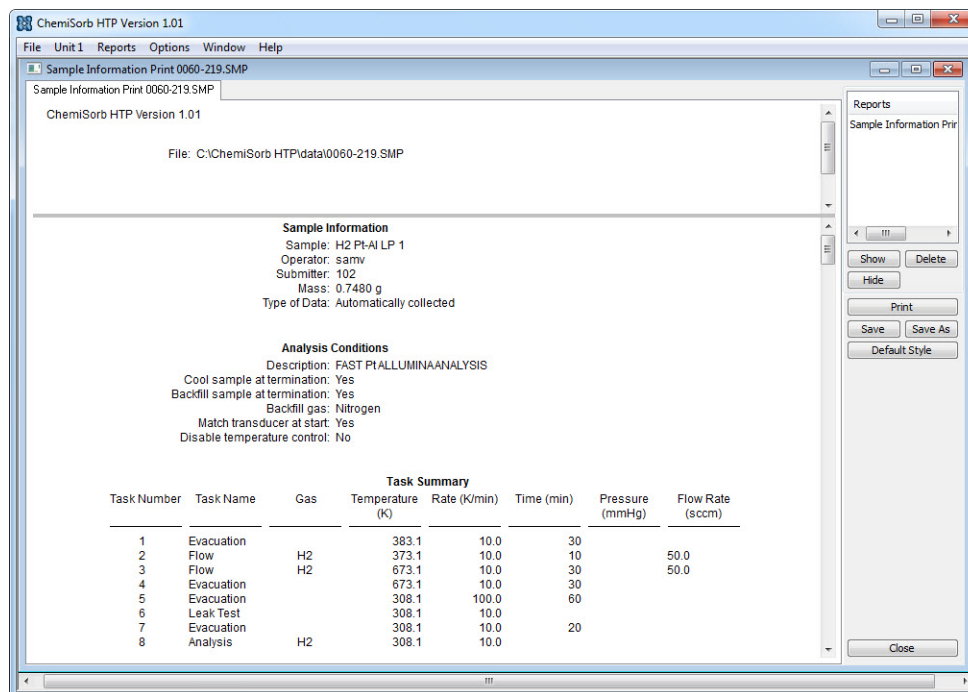 ChemiSorb HTP Version 1.01
File Unit 1 Reports Options Window Help
Sample Information Print 0060-219.SMP
Sample Information Print 0060-219.SMP
ChemiSorb HTP Version 1.01
File: C:\ChemiSorb HTP\data\0060-219.SMP
Sample Information
Sample: H2 Pt-Al LP 1
Operator: samv
Submitter: 102
Mass: 0.7480 g
Type of Data: Automatically collected
Analysis Conditions
Description: FAST Pt ALLUMINA ANALYSIS
Cool sample at termination: Yes
Backfill sample at termination: Yes
Backfill gas: Nitrogen
Match transducer at start: Yes
Disable temperature control: No
Task Summary
Task Number Task Name Gas Temperature (K) Rate (K/min) Time (min) Pressure (mmHg) Flow Rate (sccm)
1 Evacuation 383.1 10.0 30
2 Flow H2 373.1 10.0 10 50.0
3 Flow H2 673.1 10.0 30 50.0
4 Evacuation 673.1 10.0 30
5 Evacuation 308.1 100.0 60
6 Leak Test 308.1 10.0
7 Evacuation 308.1 10.0 20
8 Analysis H2 308.1 10.0
Reports
Sample Information Prin
Show Delete
Hide
Print
Save Save As
Default Style
Close